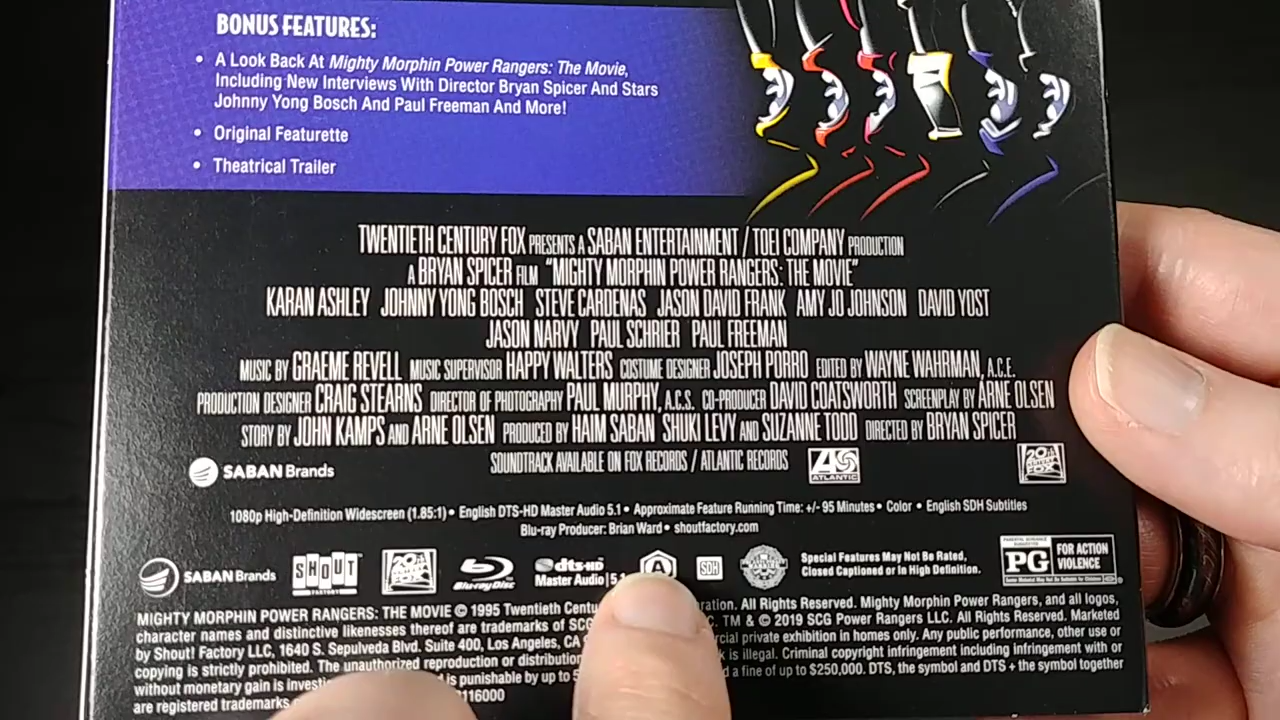 BONUS FEATURES:
• A Look Back At Mighty Morphin Power Rangers: The Movie,
Including New Interviews With Director Bryan Spicer And Stars
Johnny Yong Bosch And Paul Freeman And More!
• Original Featurette
• Theatrical Trailer
TWENTIETH CENTURY FOX PRESENTS A SABAN ENTERTAINMENT / TOEI COMPANY PRODUCTION
A BRYAN SPICER FILM "MIGHTY MORPHIN POWER RANGERS: THE MOVIE"
KARAN ASHLEY JOHNNY YONG BOSCH STEVE CARDENAS JASON DAVID FRANK AMY JO JOHNSON DAVID YOST
JASON NARVY PAUL SCHRIER PAUL FREEMAN
MUSIC BY GRAEME REVELL MUSIC SUPERVISOR HAPPY WALTERS COSTUME DESIGNER JOSEPH PORRO EDITED BY WAYNE WAHRMAN, A.C.E.
PRODUCTION DESIGNER CRAIG STEARNS DIRECTOR OF PHOTOGRAPHY PAUL MURPHY, A.C.S. CO-PRODUCER DAVID COATSWORTH SCREENPLAY BY ARNE OLSEN
STORY BY JOHN KAMPS AND ARNE OLSEN PRODUCED BY HAIM SABAN SHUKI LEVY AND SUZANNE TODD DIRECTED BY BRYAN SPICER
SABAN Brands SOUNDTRACK AVAILABLE ON FOX RECORDS / ATLANTIC RECORDS ATLANTIC 20th CENTURY FOX
1080p High-Definition Widescreen (1.85:1) • English DTS-HD Master Audio 5.1 • Approximate Feature Running Time: +/- 95 Minutes • Color • English SDH Subtitles
Blu-ray Producer: Brian Ward • shoutfactory.com
SABAN Brands SHOUT! FACTORY 20th CENTURY FOX Blu-ray Disc dts-HD Master Audio 5.1 A SDH
Special Features May Not Be Rated,
Closed Captioned or In High Definition.
PG FOR ACTION
VIOLENCE
MIGHTY MORPHIN POWER RANGERS: THE MOVIE © 1995 Twentieth Centu ration. All Rights Reserved. Mighty Morphin Power Rangers, and all logos,
character names and distinctive likenesses thereof are trademarks of SCG C. TM & © 2019 SCG Power Rangers LLC. All Rights Reserved. Marketed
by Shout! Factory LLC, 1640 S. Sepulveda Blvd. Suite 400, Los Angeles, CA rcial private exhibition in homes only. Any public performance, other use or
copying is strictly prohibited. The unauthorized reproduction or distribution k is illegal. Criminal copyright infringement including infringement with or
without monetary gain is investi d is punishable by up to 5 d a fine of up to $250,000. DTS, the symbol and DTS + the symbol together
are registered trademarks 116000